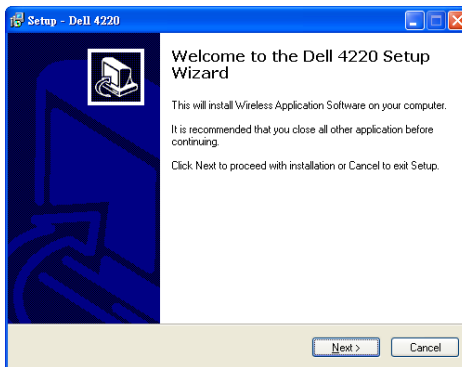 Setup - Dell 4220
Welcome to the Dell 4220 Setup
Wizard
This will install Wireless Application Software on your computer.
It is recommended that you close all other application before
continuing.
Click Next to proceed with installation or Cancel to exit Setup.
Next >
Cancel